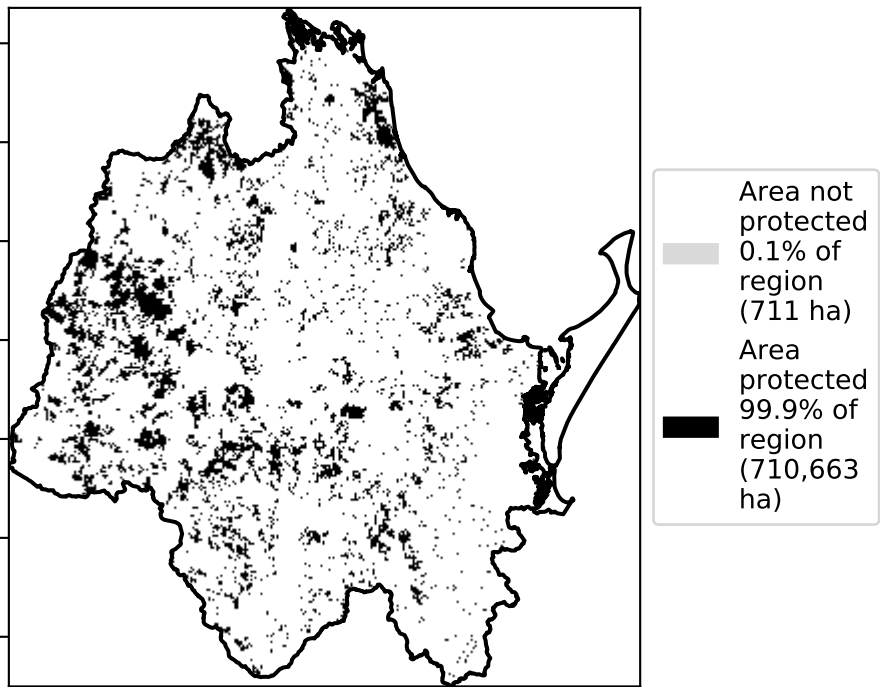 Area not
protected
0.1% of
region
(711 ha)
Area
protected
99.9% of
region
(710,663
ha)